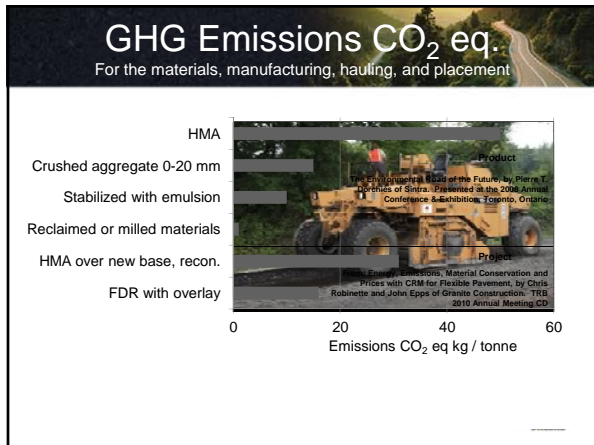 GHG Emissions CO₂ eq.
For the materials, manufacturing, hauling, and placement
HMA
Crushed aggregate 0-20 mm
Stabilized with emulsion
Reclaimed or milled materials
HMA over new base, recon.
FDR with overlay
Product
The Environmental Road of the Future, by Pierre T.
Dorchies of Sintra. Presented at the 2008 Annual
Conference & Exhibition, Toronto, Ontario
Project
From: Energy, Emissions, Material Conservation and
Prices with CRM for Flexible Pavement, by Chris
Robinette and John Epps of Granite Construction. TRB
2010 Annual Meeting CD
0 20 40 60
Emissions CO₂ eq kg / tonne